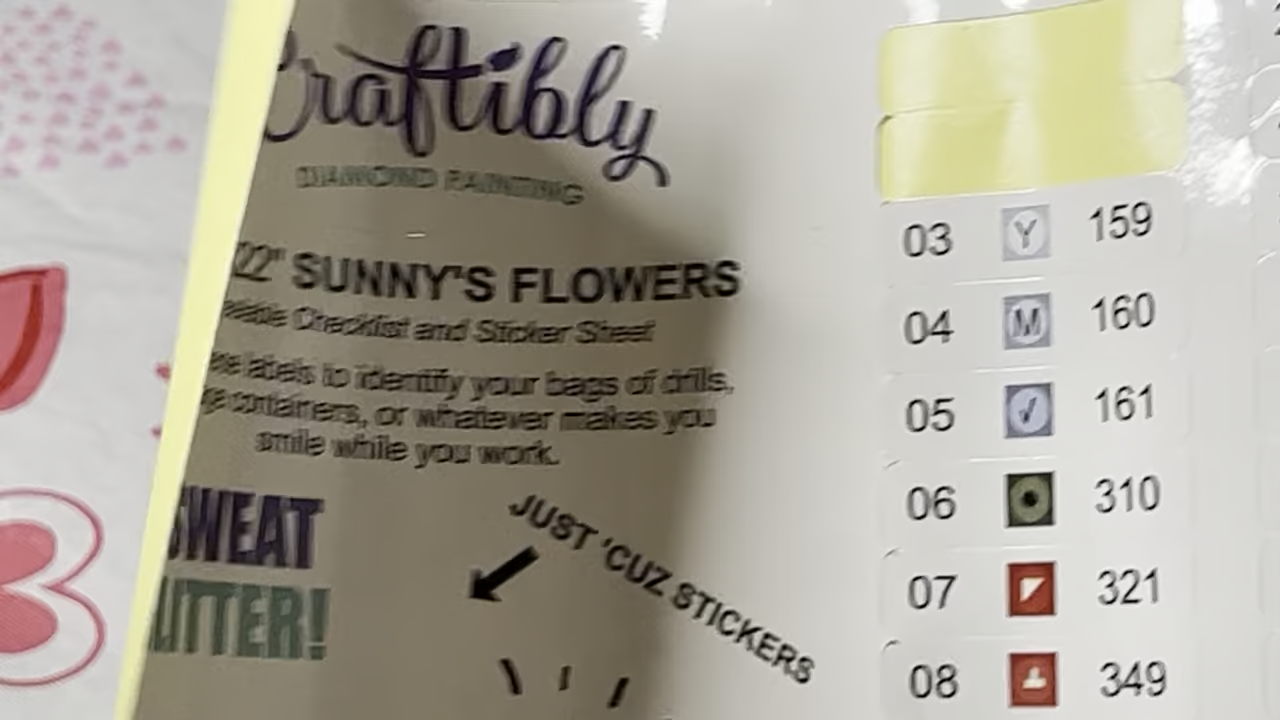 Craftibly
DIAMOND PAINTING
22" SUNNY'S FLOWERS
Checklist and Sticker Sheet
labels to identify your bags of drills,
containers, or whatever makes you
smile while you work.
SWEAT
JUST 'CUZ STICKERS
03 Y 159
04 M 160
05 ✓ 161
06 310
07 321
08 349